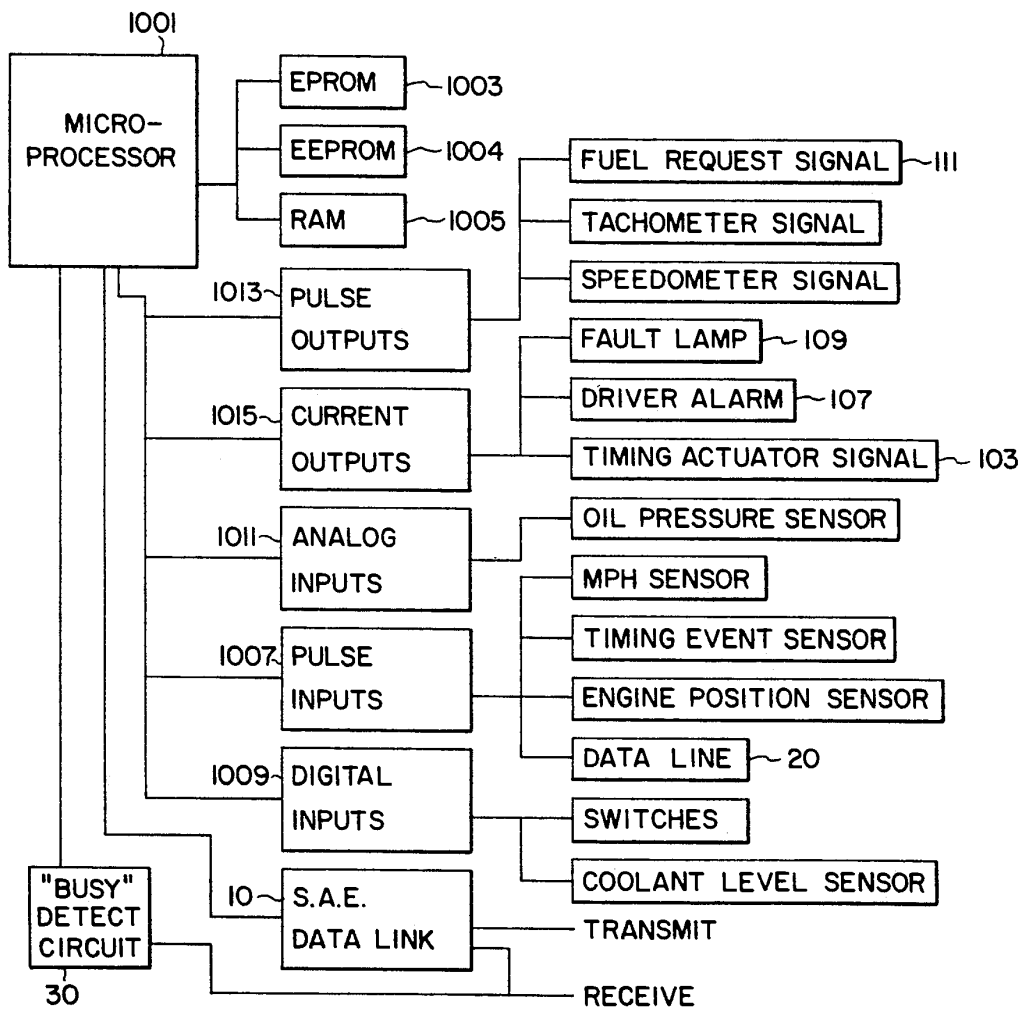 1001
MICRO-
PROCESSOR
EPROM
1003
EEPROM
1004
RAM
1005
FUEL REQUEST SIGNAL
111
TACHOMETER SIGNAL
SPEEDOMETER SIGNAL
1013
PULSE
OUTPUTS
FAULT LAMP
109
DRIVER ALARM
107
1015
CURRENT
OUTPUTS
TIMING ACTUATOR SIGNAL
103
OIL PRESSURE SENSOR
1011
ANALOG
INPUTS
MPH SENSOR
TIMING EVENT SENSOR
1007
PULSE
INPUTS
ENGINE POSITION SENSOR
DATA LINE
20
1009
DIGITAL
INPUTS
SWITCHES
COOLANT LEVEL SENSOR
"BUSY"
DETECT
CIRCUIT
30
10
S.A.E.
DATA LINK
TRANSMIT
RECEIVE